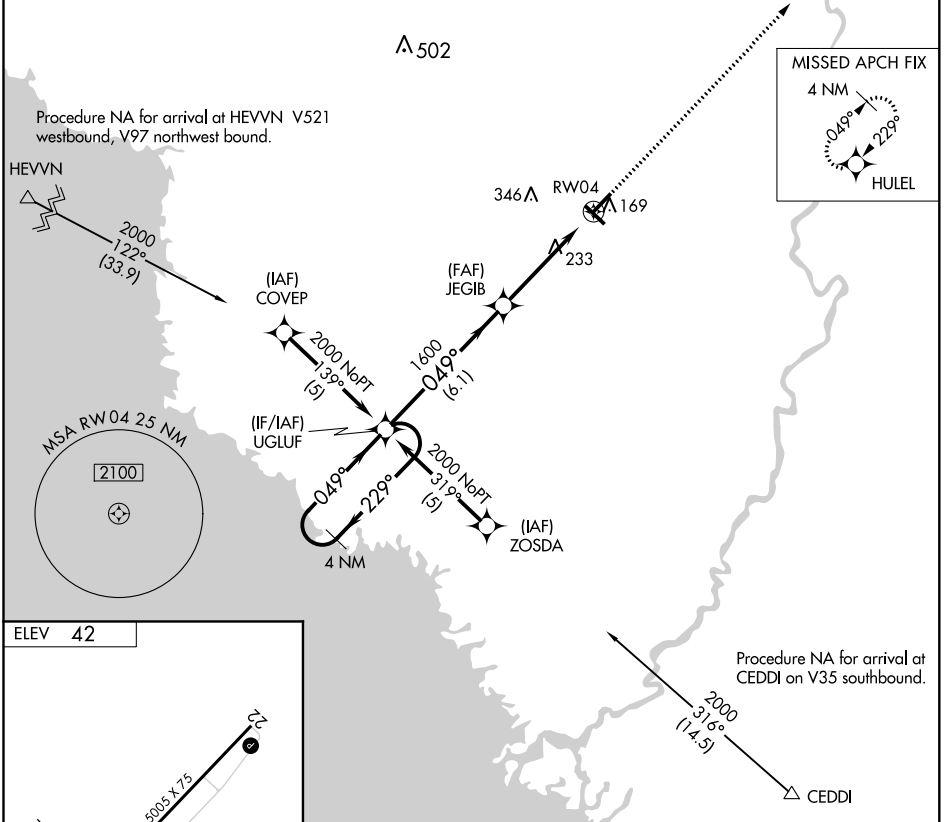 502
MISSED APCH FIX
4 NM
049°
229°
HULEL
Procedure NA for arrival at HEVVN V521
westbound, V97 northwest bound.
HEVVN
2000
122°
(33.9)
346
RW04
169
233
(FAF)
JEGIB
(IAF)
COVEP
2000 NoPT
139°
(5)
1600
049°
(6.1)
(IF/IAF)
UGLUF
MSA RW04 25 NM
2100
049°
229°
4 NM
2000 NoPT
319°
(5)
(IAF)
ZOSDA
ELEV 42
22
P
5005 X 75
Procedure NA for arrival at
CEDDI on V35 southbound.
2000
316°
(14.5)
CEDDI